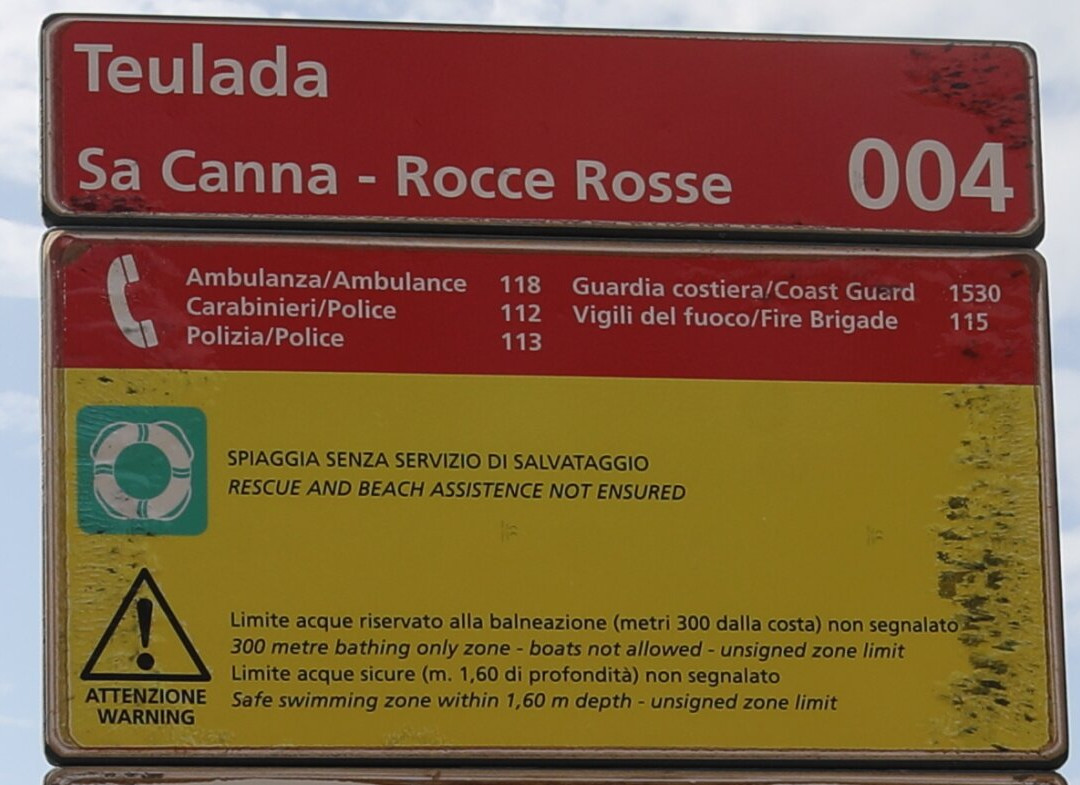 Teulada
Sa Canna - Rocce Rosse 004
Ambulanza/Ambulance 118 Guardia costiera/Coast Guard 1530
Carabinieri/Police 112 Vigili del fuoco/Fire Brigade 115
Polizia/Police 113
SPIAGGIA SENZA SERVIZIO DI SALVATAGGIO
RESCUE AND BEACH ASSISTENCE NOT ENSURED
Limite acque riservato alla balneazione (metri 300 dalla costa) non segnalato
300 metre bathing only zone - boats not allowed - unsigned zone limit
Limite acque sicure (m. 1,60 di profondità) non segnalato
Safe swimming zone within 1,60 m depth - unsigned zone limit
ATTENZIONE
WARNING